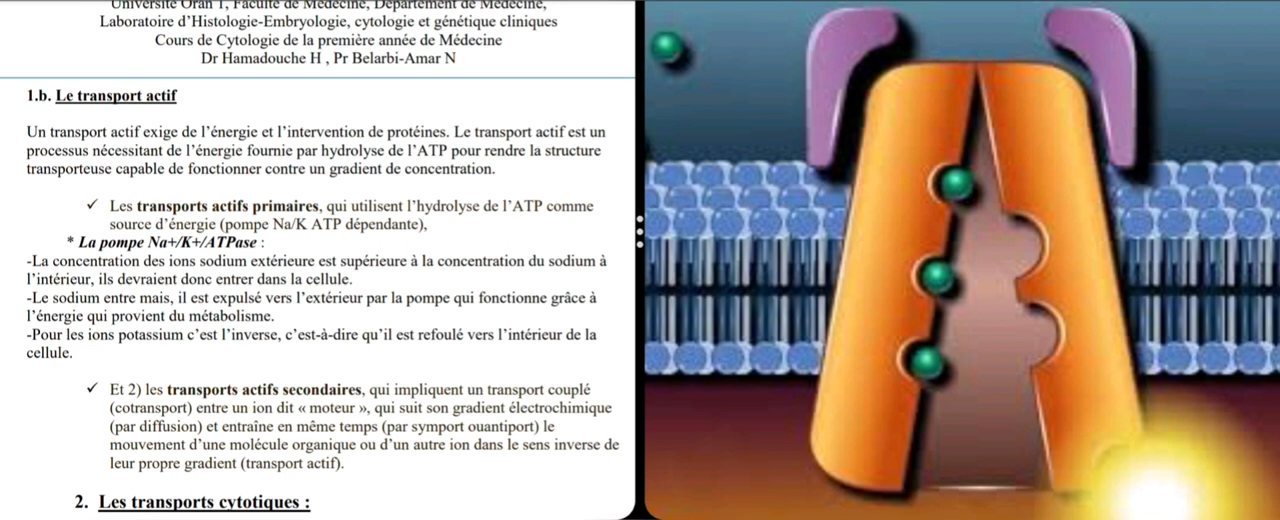 Université Oran 1, Faculté de Médecine, Département de Médecine,
Laboratoire d’Histologie-Embryologie, cytologie et génétique cliniques
Cours de Cytologie de la première année de Médecine
Dr Hamadouche H , Pr Belarbi-Amar N
1.b. Le transport actif
Un transport actif exige de l’énergie et l’intervention de protéines. Le transport actif est un
processus nécessitant de l’énergie fournie par hydrolyse de l’ATP pour rendre la structure
transporteuse capable de fonctionner contre un gradient de concentration.
✓ Les transports actifs primaires, qui utilisent l’hydrolyse de l’ATP comme
source d’énergie (pompe Na/K ATP dépendante),
* La pompe Na+/K+/ATPase :
-La concentration des ions sodium extérieure est supérieure à la concentration du sodium à
l’intérieur, ils devraient donc entrer dans la cellule.
-Le sodium entre mais, il est expulsé vers l’extérieur par la pompe qui fonctionne grâce à
l’énergie qui provient du métabolisme.
-Pour les ions potassium c’est l’inverse, c’est-à-dire qu’il est refoulé vers l’intérieur de la
cellule.
✓ Et 2) les transports actifs secondaires, qui impliquent un transport couplé
(cotransport) entre un ion dit « moteur », qui suit son gradient électrochimique
(par diffusion) et entraîne en même temps (par symport ouantiport) le
mouvement d’une molécule organique ou d’un autre ion dans le sens inverse de
leur propre gradient (transport actif).
2. Les transports cytotiques :